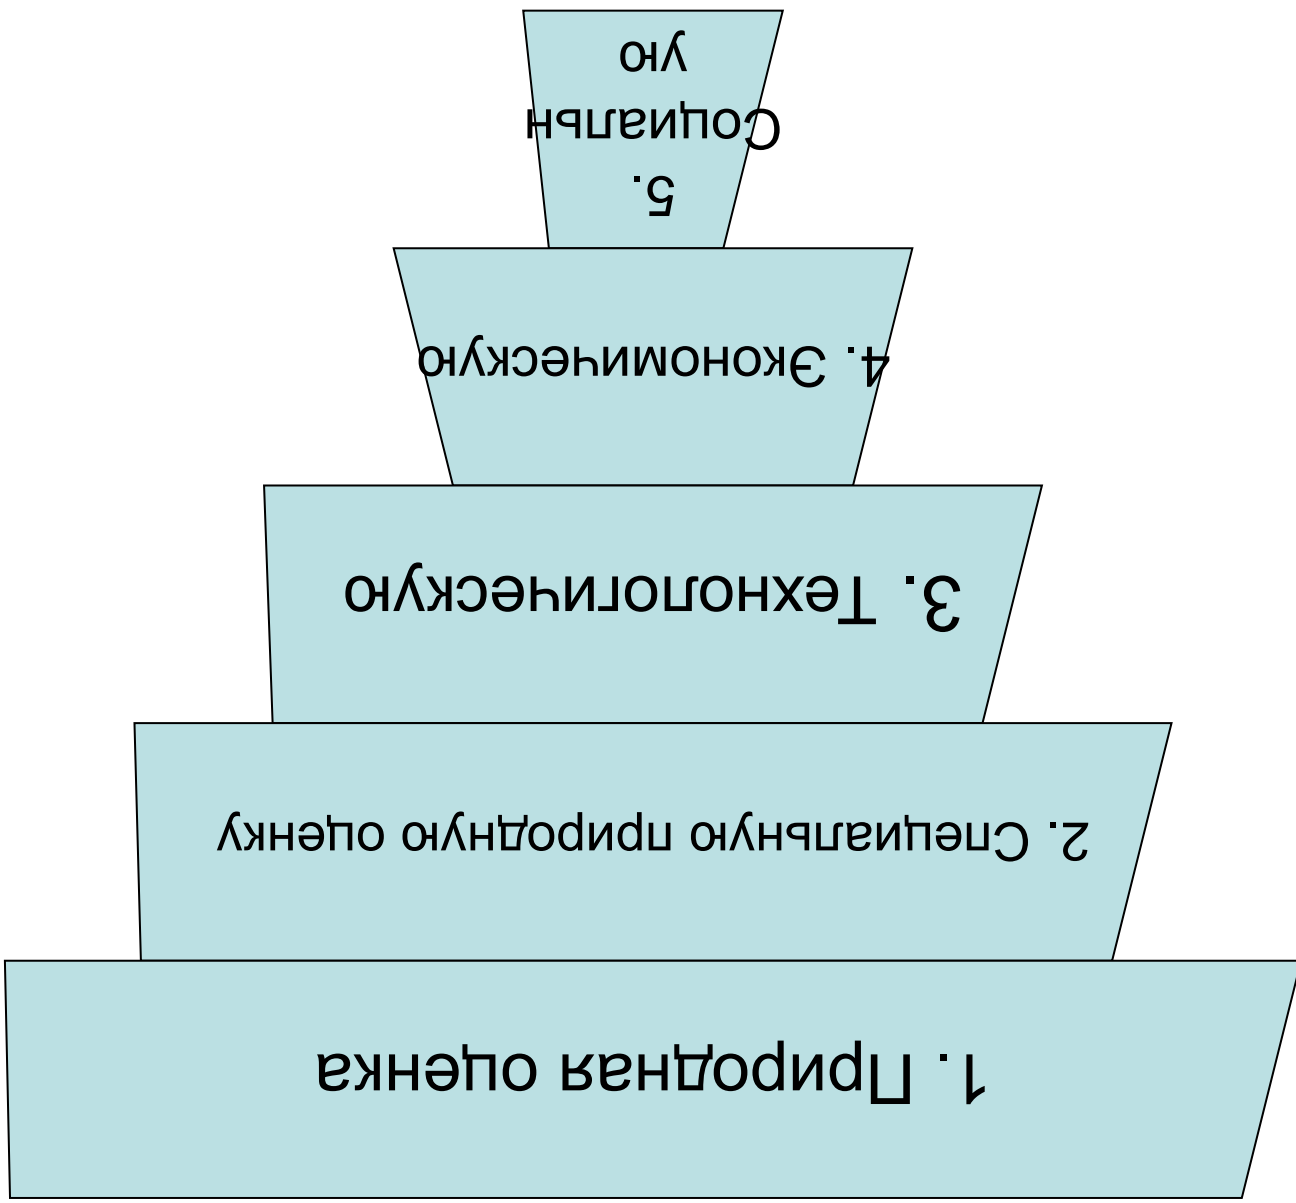 1. Природная оценка
2. Специальную природную оценку
3. Технологическую
4. Экономическую
5.
Социальн
ую